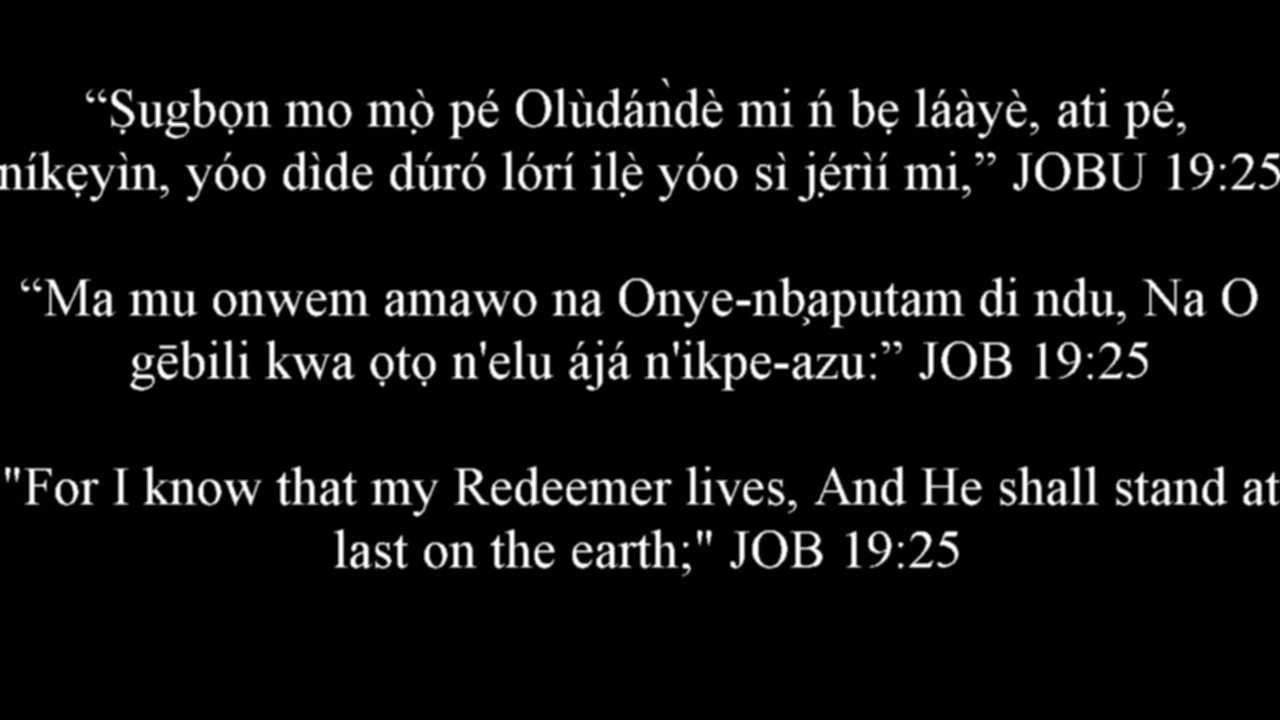 “Ṣugbọn mo mọ̀ pé Olùdáǹdè mi ń bẹ láàyè, ati pé,
níkẹyìn, yóo dìde dúró lórí ilẹ̀ yóo sì jẹ́rìí mi,” JOBU 19:25
“Ma mu onwem amawo na Onye-nb̧aputam di ndu, Na O
gēbili kwa ọtọ n'elu ájá n'ikpe-azu:” JOB 19:25
"For I know that my Redeemer lives, And He shall stand at
last on the earth;" JOB 19:25